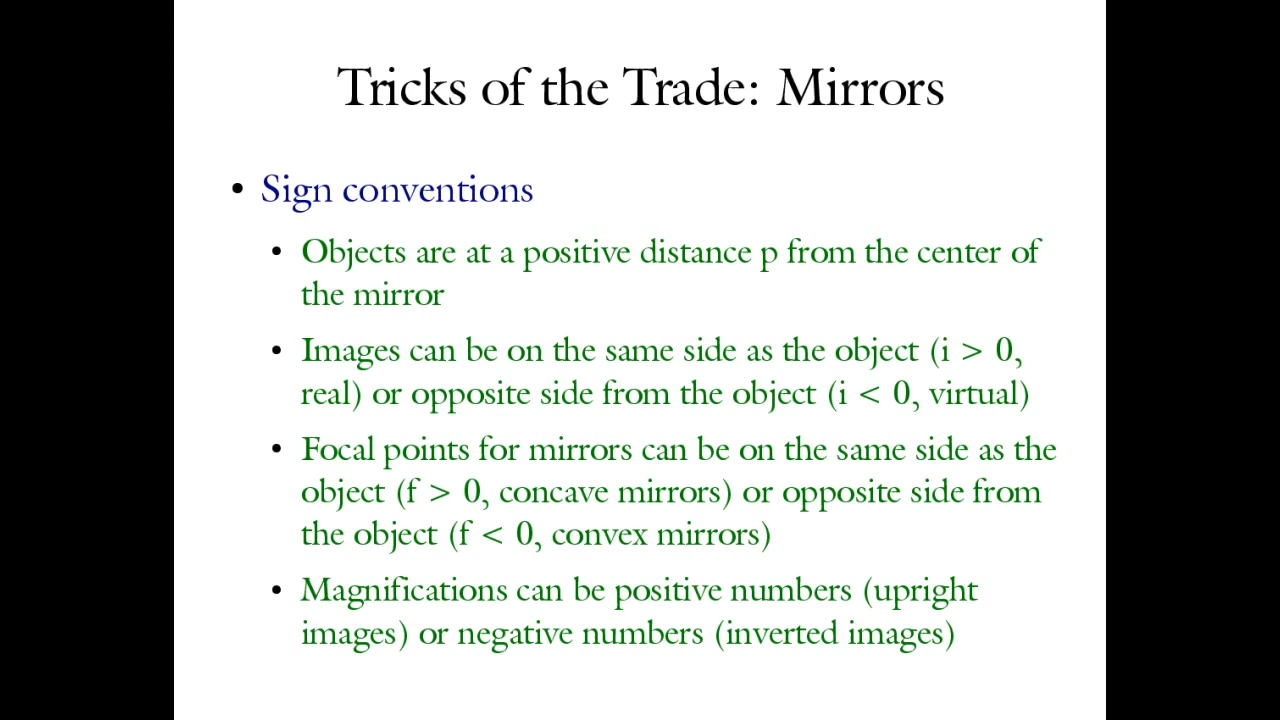 Tricks of the Trade: Mirrors
• Sign conventions
• Objects are at a positive distance p from the center of
the mirror
• Images can be on the same side as the object (i > 0,
real) or opposite side from the object (i < 0, virtual)
• Focal points for mirrors can be on the same side as the
object (f > 0, concave mirrors) or opposite side from
the object (f < 0, convex mirrors)
• Magnifications can be positive numbers (upright
images) or negative numbers (inverted images)